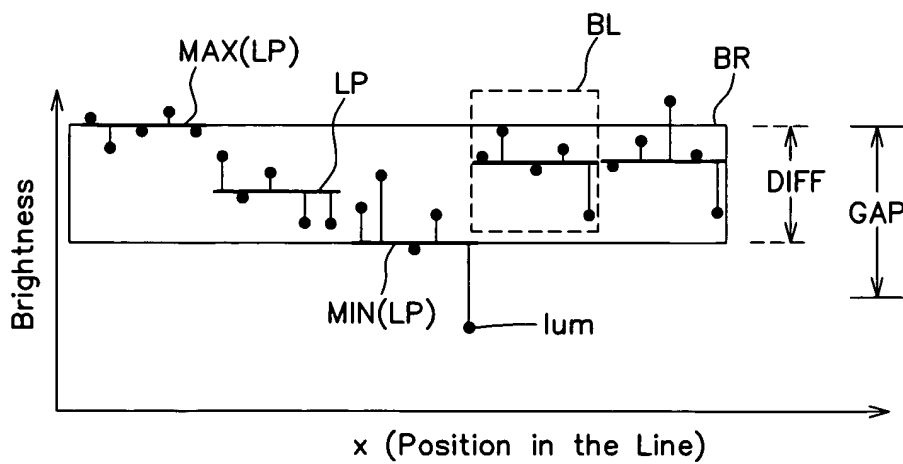 BL
MAX(LP)
BR
LP
DIFF
GAP
Brightness
MIN(LP)
lum
x (Position in the Line)